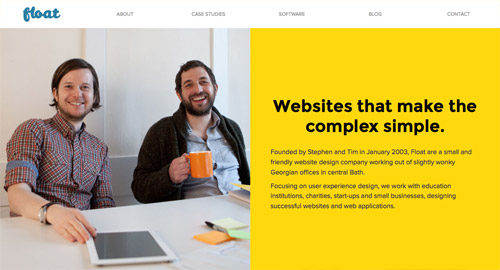 float
ABOUT
CASE STUDIES
SOFTWARE
BLOG
CONTACT
Websites that make the
complex simple.
Founded by Stephen and Tim in January 2003, Float are a small and
friendly website design company working out of slightly wonky
Georgian offices in central Bath.
Focusing on user experience design, we work with education
institutions, charities, start-ups and small businesses, designing
successful websites and web applications.